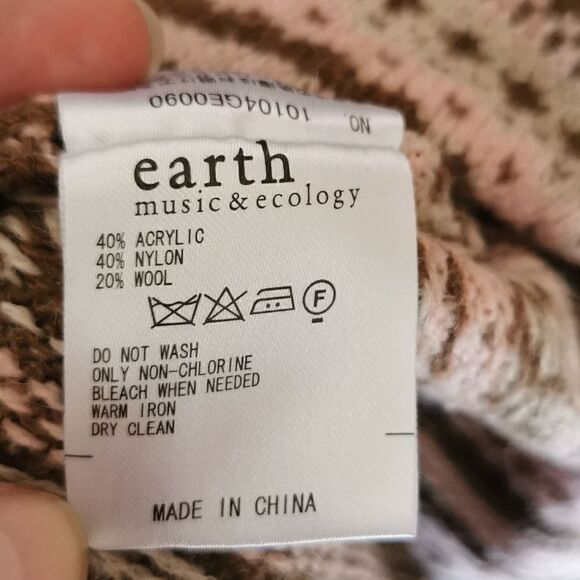 10104GE0090 NO
earth
music & ecology
40% ACRYLIC
40% NYLON
20% WOOL
F
DO NOT WASH
ONLY NON-CHLORINE
BLEACH WHEN NEEDED
WARM IRON
DRY CLEAN
MADE IN CHINA